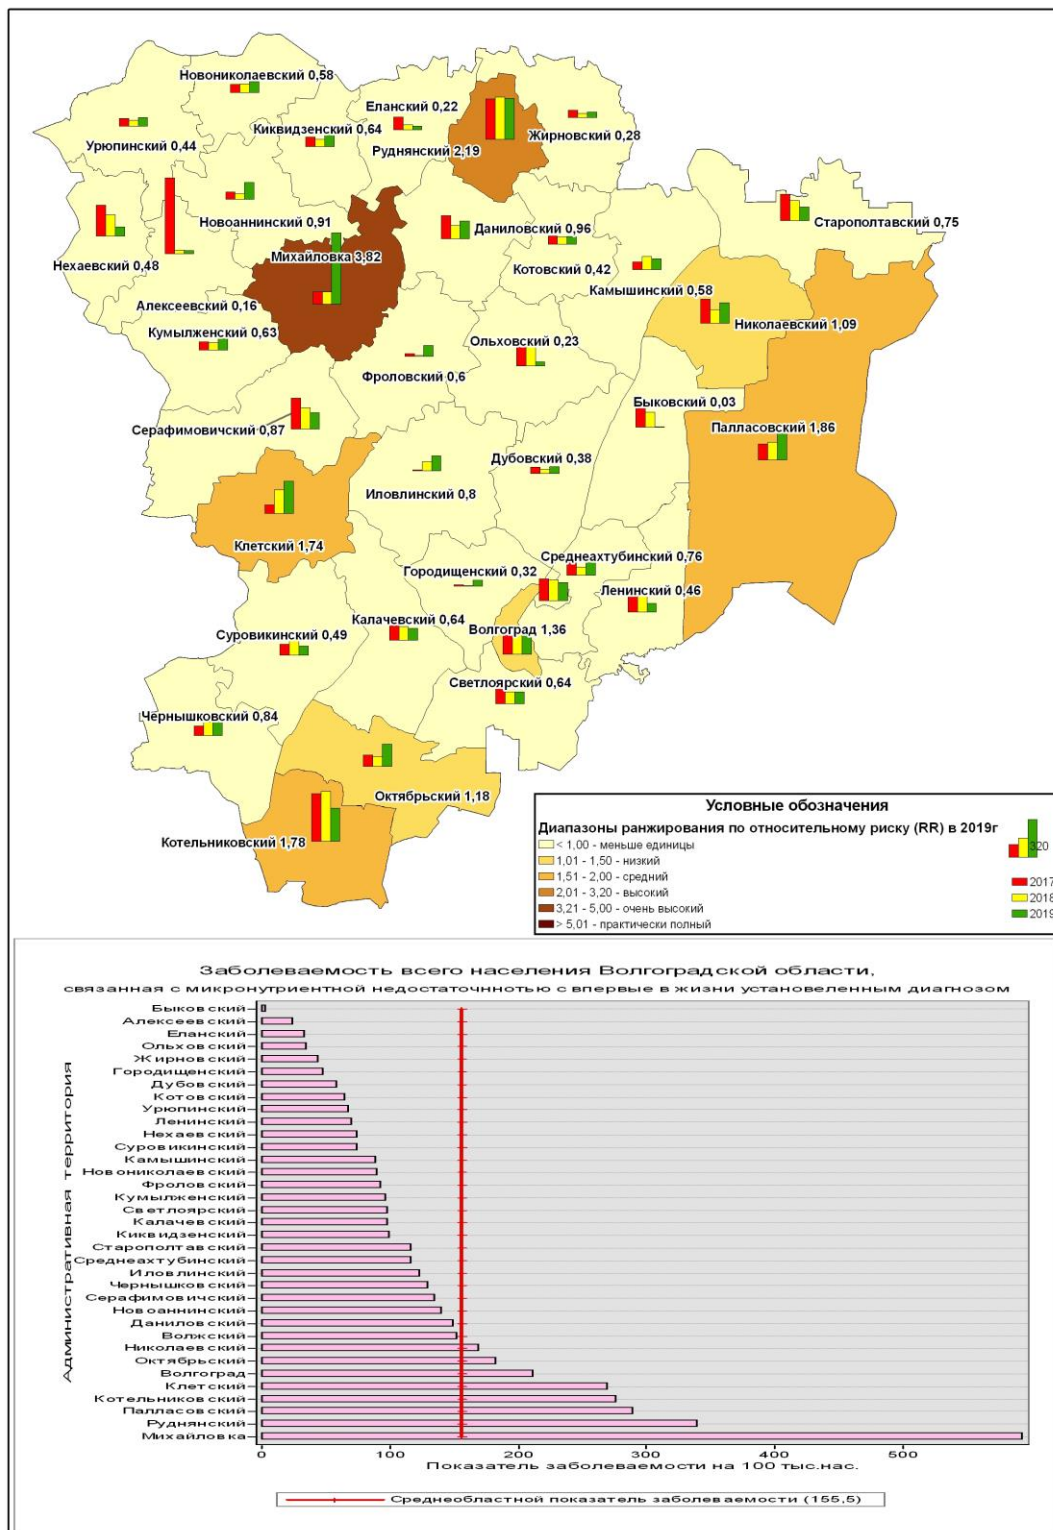 Новониколаевский 0,58
Еланский 0,22
Урюпинский 0,44
Киквидзенский 0,64
Руднянский 2,19
Жирновский 0,28
Новоаннинский 0,91
Даниловский 0,96
Старополтавский 0,75
Нехаевский 0,48
Михайловка 3,82
Котовский 0,42
Алексеевский 0,16
Камышинский 0,58
Кумылженский 0,63
Николаевский 1,09
Ольховский 0,23
Фроловский 0,6
Быковский 0,03
Серафимовичский 0,87
Палласовский 1,86
Дубовский 0,38
Иловлинский 0,8
Клетский 1,74
Среднеахтубинский 0,76
Городищенский 0,32
Ленинский 0,46
Калачевский 0,64
Волгоград 1,36
Суровикинский 0,49
Светлоярский 0,64
Чернышковский 0,84
Октябрьский 1,18
Котельниковский 1,78
Условные обозначения
Диапазоны ранжирования по относительному риску (RR) в 2019г
< 1,00 - меньше единицы
1,01 - 1,50 - низкий
1,51 - 2,00 - средний
2,01 - 3,20 - высокий
3,21 - 5,00 - очень высокий
> 5,01 - практически полный
320
2017
2018
2019
Заболеваемость всего населения Волгоградской области,
связанная с микронутриентной недостаточннотью с впервые в жизни установеленным диагнозом
Административная территория
Быковский
Алексеевский
Еланский
Ольховский
Жирновский
Городищенский
Дубовский
Котовский
Урюпинский
Ленинский
Нехаевский
Суровикинский
Камышинский
Новониколаевский
Фроловский
Кумылженский
Светлоярский
Калачевский
Киквидзенский
Старополтавский
Среднеахтубинский
Иловлинский
Чернышковский
Серафимовичский
Новоаннинский
Даниловский
Волжский
Николаевский
Октябрьский
Волгоград
Клетский
Котельниковский
Палласовский
Руднянский
Михайловка
0 100 200 300 400 500
Показатель заболеваемости на 100 тыс.нас.
Среднеобластной показатель заболеваемости (155,5)